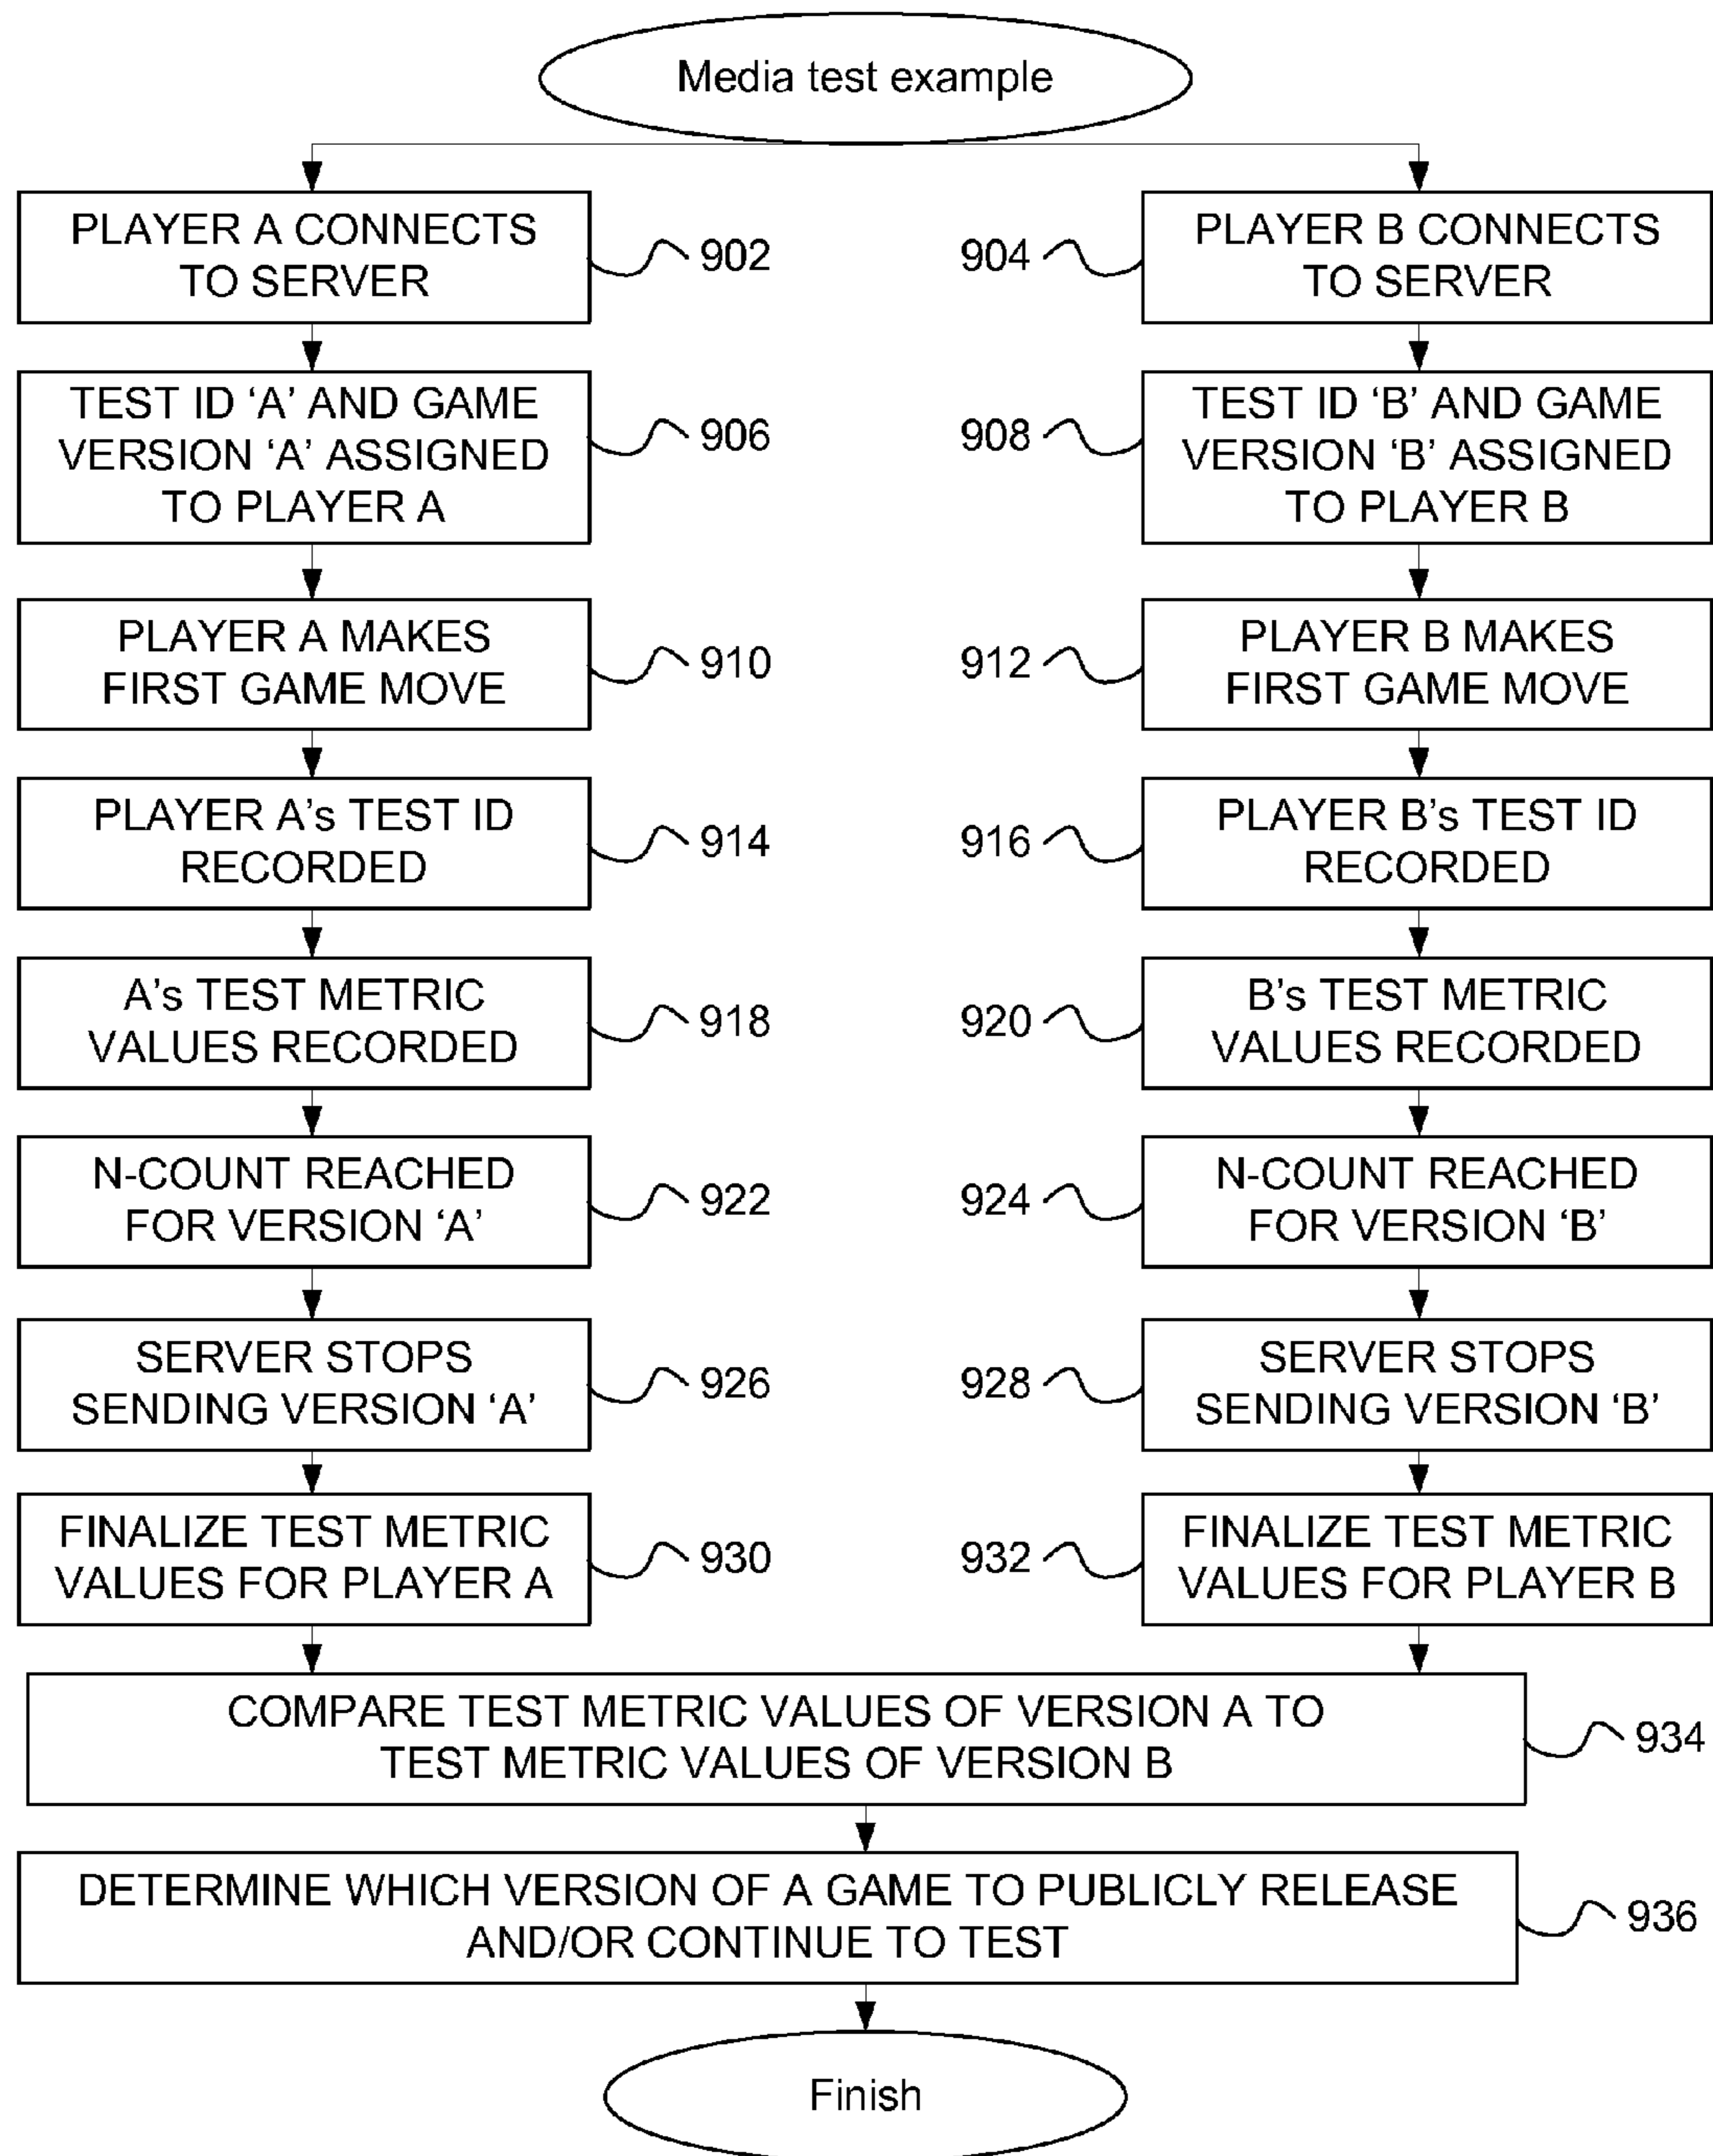 Media test example
PLAYER A CONNECTS
TO SERVER
902
904
PLAYER B CONNECTS
TO SERVER
TEST ID ‘A’ AND GAME
VERSION ‘A’ ASSIGNED
TO PLAYER A
906
908
TEST ID ‘B’ AND GAME
VERSION ‘B’ ASSIGNED
TO PLAYER B
PLAYER A MAKES
FIRST GAME MOVE
910
912
PLAYER B MAKES
FIRST GAME MOVE
PLAYER A’s TEST ID
RECORDED
914
916
PLAYER B’s TEST ID
RECORDED
A’s TEST METRIC
VALUES RECORDED
918
920
B’s TEST METRIC
VALUES RECORDED
N-COUNT REACHED
FOR VERSION ‘A’
922
924
N-COUNT REACHED
FOR VERSION ‘B’
SERVER STOPS
SENDING VERSION ‘A’
926
928
SERVER STOPS
SENDING VERSION ‘B’
FINALIZE TEST METRIC
VALUES FOR PLAYER A
930
932
FINALIZE TEST METRIC
VALUES FOR PLAYER B
COMPARE TEST METRIC VALUES OF VERSION A TO
TEST METRIC VALUES OF VERSION B
934
DETERMINE WHICH VERSION OF A GAME TO PUBLICLY RELEASE
AND/OR CONTINUE TO TEST
936
Finish